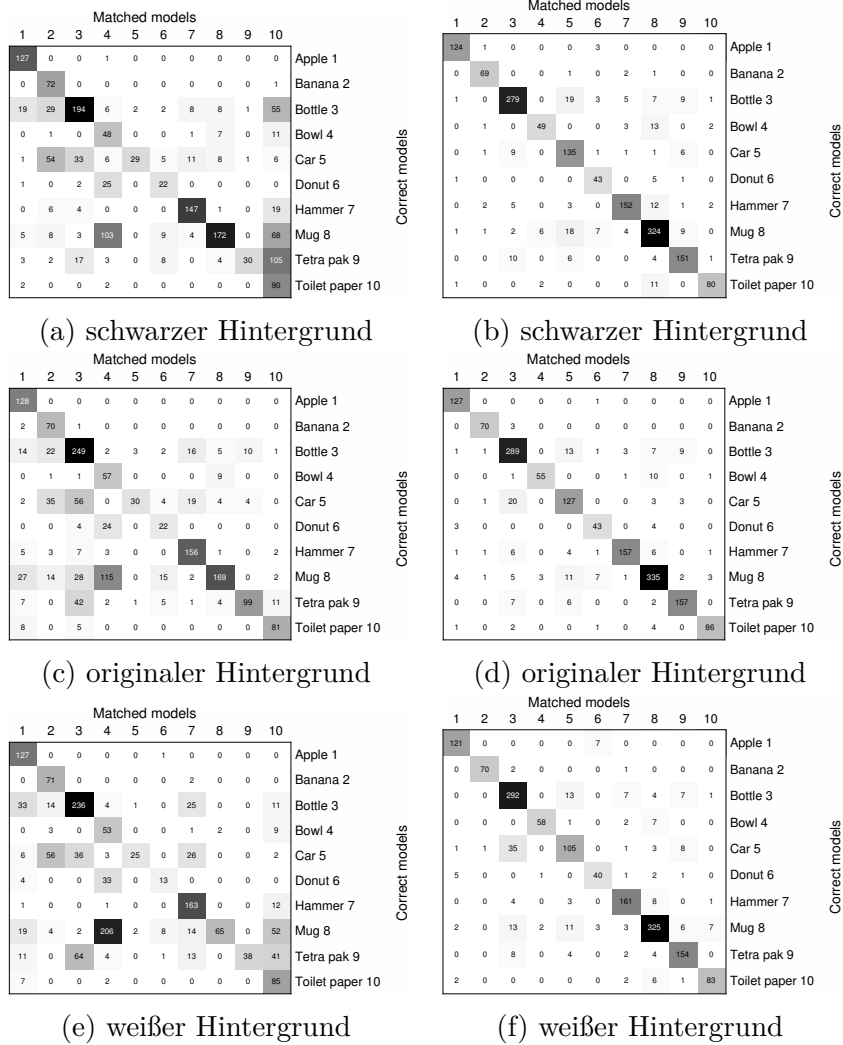 Matched models
1 2 3 4 5 6 7 8 9 10
127 0 0 1 0 0 0 0 0 0 Apple 1
0 72 0 0 0 0 0 0 0 1 Banana 2
19 29 194 6 2 2 8 8 1 55 Bottle 3
0 1 0 48 0 0 1 7 0 11 Bowl 4
1 54 33 6 29 5 11 8 1 6 Car 5
1 0 2 25 0 22 0 0 0 0 Donut 6
0 6 4 0 0 0 147 1 0 19 Hammer 7
5 8 3 103 0 9 4 172 0 68 Mug 8
3 2 17 3 0 8 0 4 30 105 Tetra pak 9
2 0 0 2 0 0 0 0 0 90 Toilet paper 10
Correct models
(a) schwarzer Hintergrund
Matched models
1 2 3 4 5 6 7 8 9 10
124 1 0 0 0 3 0 0 0 0 Apple 1
0 69 0 0 1 0 2 1 0 0 Banana 2
1 0 279 0 19 3 5 7 9 1 Bottle 3
0 1 0 49 0 0 3 13 0 2 Bowl 4
0 1 9 0 135 1 1 1 6 0 Car 5
1 0 0 0 0 43 0 5 1 0 Donut 6
0 2 5 0 3 0 152 12 1 2 Hammer 7
1 1 2 6 18 7 4 324 9 0 Mug 8
0 0 10 0 6 0 0 4 151 1 Tetra pak 9
1 0 0 2 0 0 0 11 0 80 Toilet paper 10
Correct models
(b) schwarzer Hintergrund
Matched models
1 2 3 4 5 6 7 8 9 10
128 0 0 0 0 0 0 0 0 0 Apple 1
2 70 1 0 0 0 0 0 0 0 Banana 2
14 22 249 2 3 2 16 5 10 1 Bottle 3
0 1 1 57 0 0 0 9 0 0 Bowl 4
2 35 56 0 30 4 19 4 4 0 Car 5
0 0 4 24 0 22 0 0 0 0 Donut 6
5 3 7 3 0 0 156 1 0 2 Hammer 7
27 14 28 115 0 15 2 169 0 2 Mug 8
7 0 42 2 1 5 1 4 99 11 Tetra pak 9
8 0 5 0 0 0 0 0 0 81 Toilet paper 10
Correct models
(c) originaler Hintergrund
Matched models
1 2 3 4 5 6 7 8 9 10
127 0 0 0 0 1 0 0 0 0 Apple 1
0 70 3 0 0 0 0 0 0 0 Banana 2
1 1 289 0 13 1 3 7 9 0 Bottle 3
0 0 1 55 0 0 1 10 0 1 Bowl 4
0 1 20 0 127 0 0 3 3 0 Car 5
3 0 0 0 0 43 0 4 0 0 Donut 6
1 1 6 0 4 1 157 6 0 1 Hammer 7
4 1 5 3 11 7 1 335 2 3 Mug 8
0 0 7 0 6 0 0 2 157 0 Tetra pak 9
1 0 2 0 0 1 0 4 0 86 Toilet paper 10
Correct models
(d) originaler Hintergrund
Matched models
1 2 3 4 5 6 7 8 9 10
127 0 0 0 0 1 0 0 0 0 Apple 1
0 71 0 0 0 0 2 0 0 0 Banana 2
33 14 236 4 1 0 25 0 0 11 Bottle 3
0 3 0 53 0 0 1 2 0 9 Bowl 4
6 56 36 3 25 0 26 0 0 2 Car 5
4 0 0 33 0 13 0 0 0 0 Donut 6
1 0 0 1 0 0 163 0 0 12 Hammer 7
19 4 2 206 2 8 14 65 0 52 Mug 8
11 0 64 4 0 1 13 0 38 41 Tetra pak 9
7 0 0 2 0 0 0 0 0 85 Toilet paper 10
Correct models
(e) weißer Hintergrund
Matched models
1 2 3 4 5 6 7 8 9 10
121 0 0 0 0 7 0 0 0 0 Apple 1
0 70 2 0 0 0 1 0 0 0 Banana 2
0 0 292 0 13 0 7 4 7 1 Bottle 3
0 0 0 58 1 0 2 7 0 0 Bowl 4
1 1 35 0 105 0 1 3 8 0 Car 5
5 0 0 1 0 40 1 2 1 0 Donut 6
0 0 4 0 3 0 161 8 0 1 Hammer 7
2 0 13 2 11 3 3 325 6 7 Mug 8
0 0 8 0 4 0 2 4 154 0 Tetra pak 9
2 0 0 0 0 0 2 6 1 83 Toilet paper 10
Correct models
(f) weißer Hintergrund